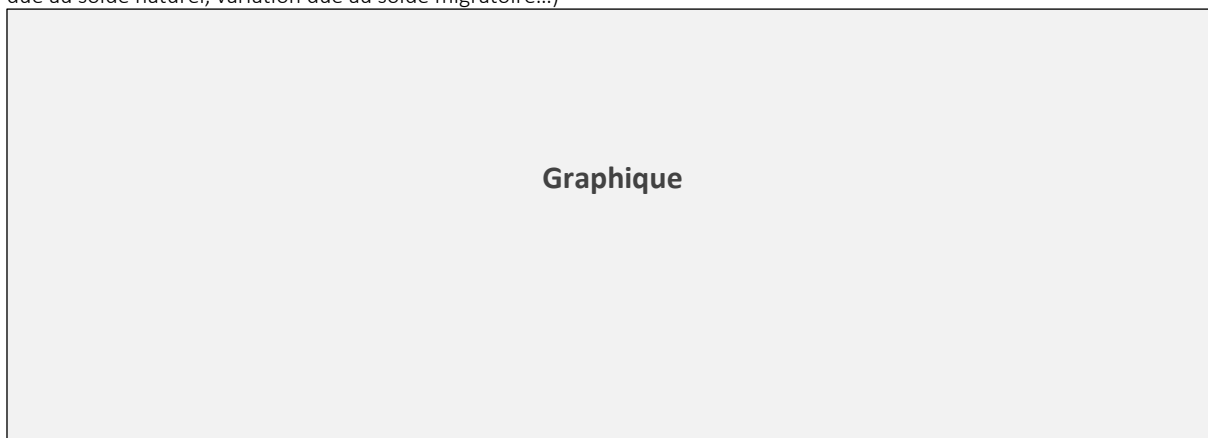 due au solde naturel, variation due au solde migratoire…)
Graphique